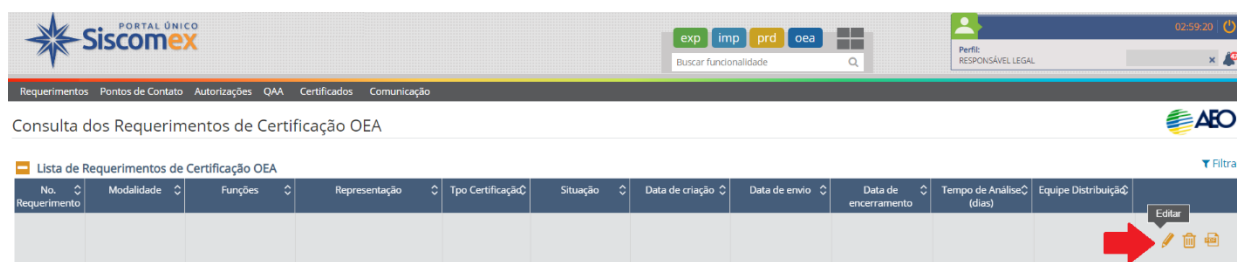 PORTAL ÚNICO
Siscomex
exp imp prd oea
Buscar funcionalidade
02:59:20
Perfil:
RESPONSÁVEL LEGAL
Requerimentos Pontos de Contato Autorizações QAA Certificados Comunicação
Consulta dos Requerimentos de Certificação OEA
AEO
Lista de Requerimentos de Certificação OEA
Filtra
No. Requerimento Modalidade Funções Representação Tpo Certificação Situação Data de criação Data de envio Data de encerramento Tempo de Análise (dias) Equipe Distribuição
Editar